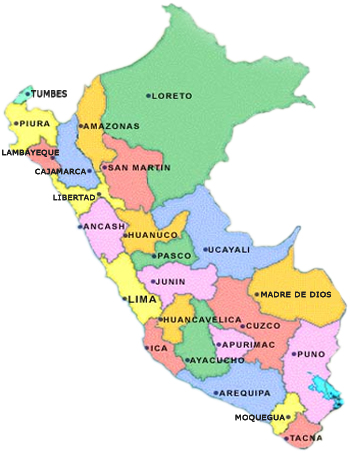 TUMBES
LORETO
PIURA
AMAZONAS
LAMBAYEQUE
CAJAMARCA
SAN MARTIN
LIBERTAD
ANCASH
HUANUCO
UCAYALI
PASCO
JUNIN
MADRE DE DIOS
LIMA
HUANCAVELICA
CUZCO
ICA
APURIMAC
PUNO
AYACUCHO
AREQUIPA
MOQUEGUA
TACNA